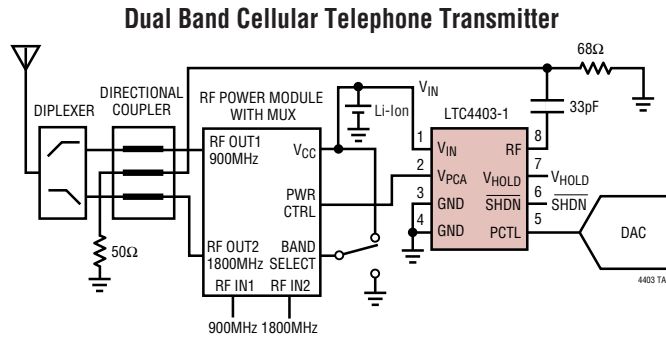 Dual Band Cellular Telephone Transmitter
68Ω
DIPLEXER
DIRECTIONAL
COUPLER
RF POWER MODULE
WITH MUX
Li-Ion
VIN
LTC4403-1
33pF
RF OUT1
900MHz
VCC
PWR
CTRL
RF OUT2
1800MHz
BAND
SELECT
RF IN1 RF IN2
900MHz 1800MHz
50Ω
1
VIN
2
VPCA
3
GND
4
GND
RF
8
VHOLD
7
VHOLD
SHDN
6
SHDN
PCTL
5
DAC
4403 TA